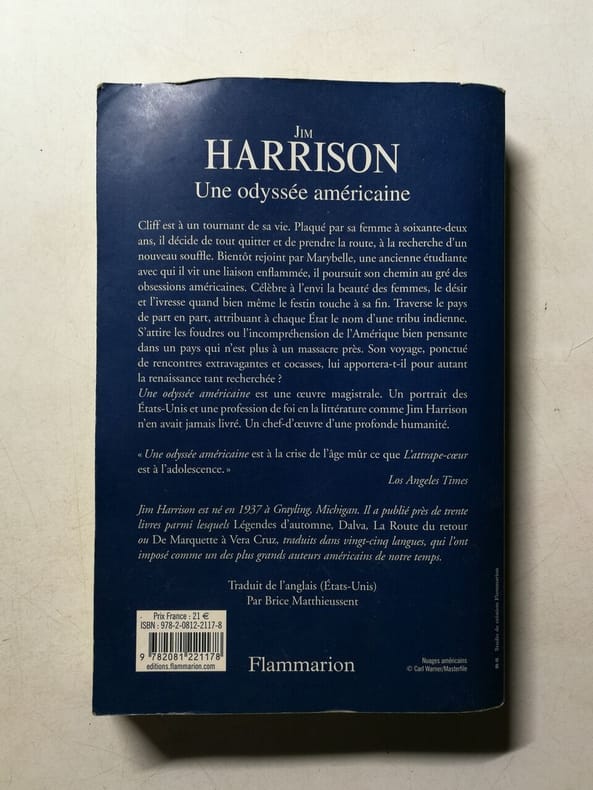 JIM
HARRISON
Une odyssée américaine
Cliff est à un tournant de sa vie. Plaqué par sa femme à soixante-deux
ans, il décide de tout quitter et de prendre la route, à la recherche d'un
nouveau souffle. Bientôt rejoint par Marybelle, une ancienne étudiante
avec qui il vit une liaison enflammée, il poursuit son chemin au gré des
obsessions américaines. Célèbre à l'envi la beauté des femmes, le désir
et l'ivresse quand bien même le festin touche à sa fin. Traverse le pays
de part en part, attribuant à chaque État le nom d'une tribu indienne.
S'attire les foudres ou l'incompréhension de l'Amérique bien pensante
dans un pays qui n'est plus à un massacre près. Son voyage, ponctué
de rencontres extravagantes et cocasses, lui apportera-t-il pour autant
la renaissance tant recherchée ?
Une odyssée américaine est une œuvre magistrale. Un portrait des
États-Unis et une profession de foi en la littérature comme Jim Harrison
n'en avait jamais livré. Un chef-d'œuvre d'une profonde humanité.
« Une odyssée américaine est à la crise de l'âge mûr ce que L'attrape-cœur
est à l'adolescence. »
Los Angeles Times
Jim Harrison est né en 1937 à Grayling, Michigan. Il a publié près de trente
livres parmi lesquels Légendes d'automne, Dalva, La Route du retour
ou De Marquette à Vera Cruz, traduits dans vingt-cinq langues, qui l'ont
imposé comme un des plus grands auteurs américains de notre temps.
Traduit de l'anglais (États-Unis)
Par Brice Matthieussent
Prix France : 21 €
ISBN : 978-2-0812-2117-8
9 782081 221178
editions.flammarion.com
Flammarion
Nuages américains
© Carl Warner/Masterfile
Studio de création Flammarion